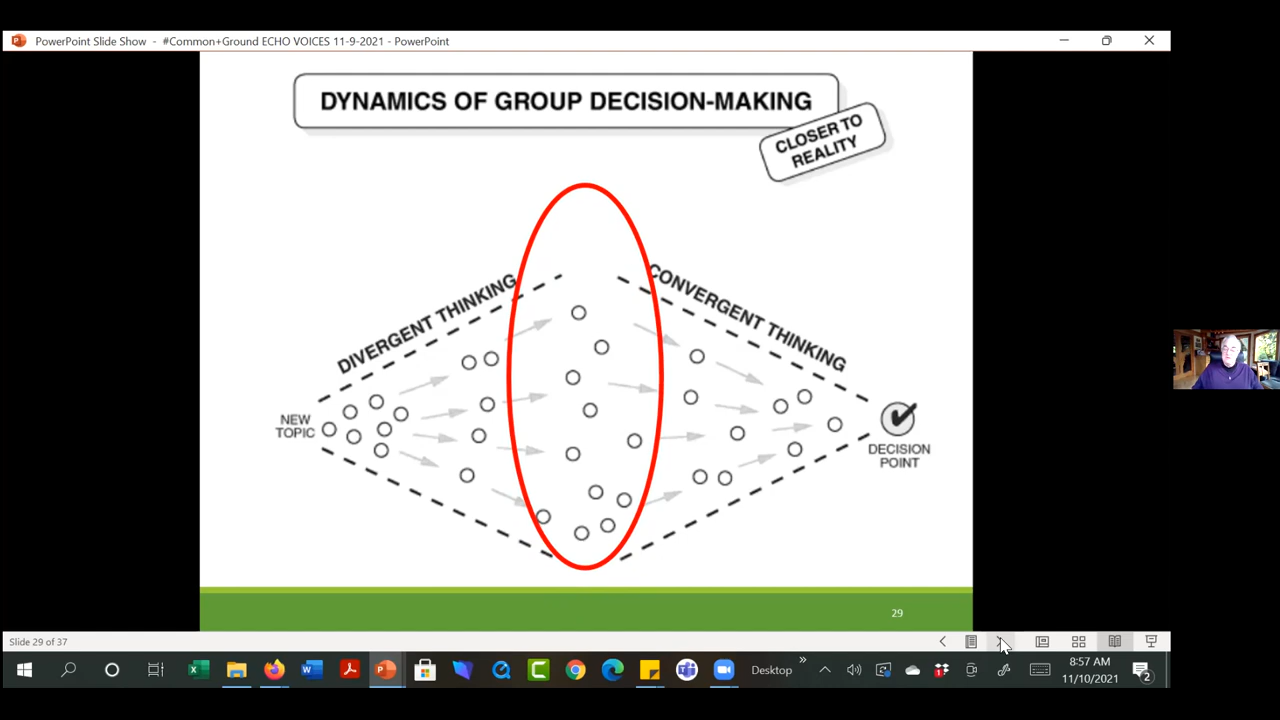 PowerPoint Slide Show - #Common+Ground ECHO VOICES 11-9-2021 - PowerPoint
DYNAMICS OF GROUP DECISION-MAKING
CLOSER TO
REALITY
DIVERGENT THINKING
CONVERGENT THINKING
NEW
TOPIC
DECISION
POINT
29
Slide 29 of 37
Desktop
8:57 AM
11/10/2021
2